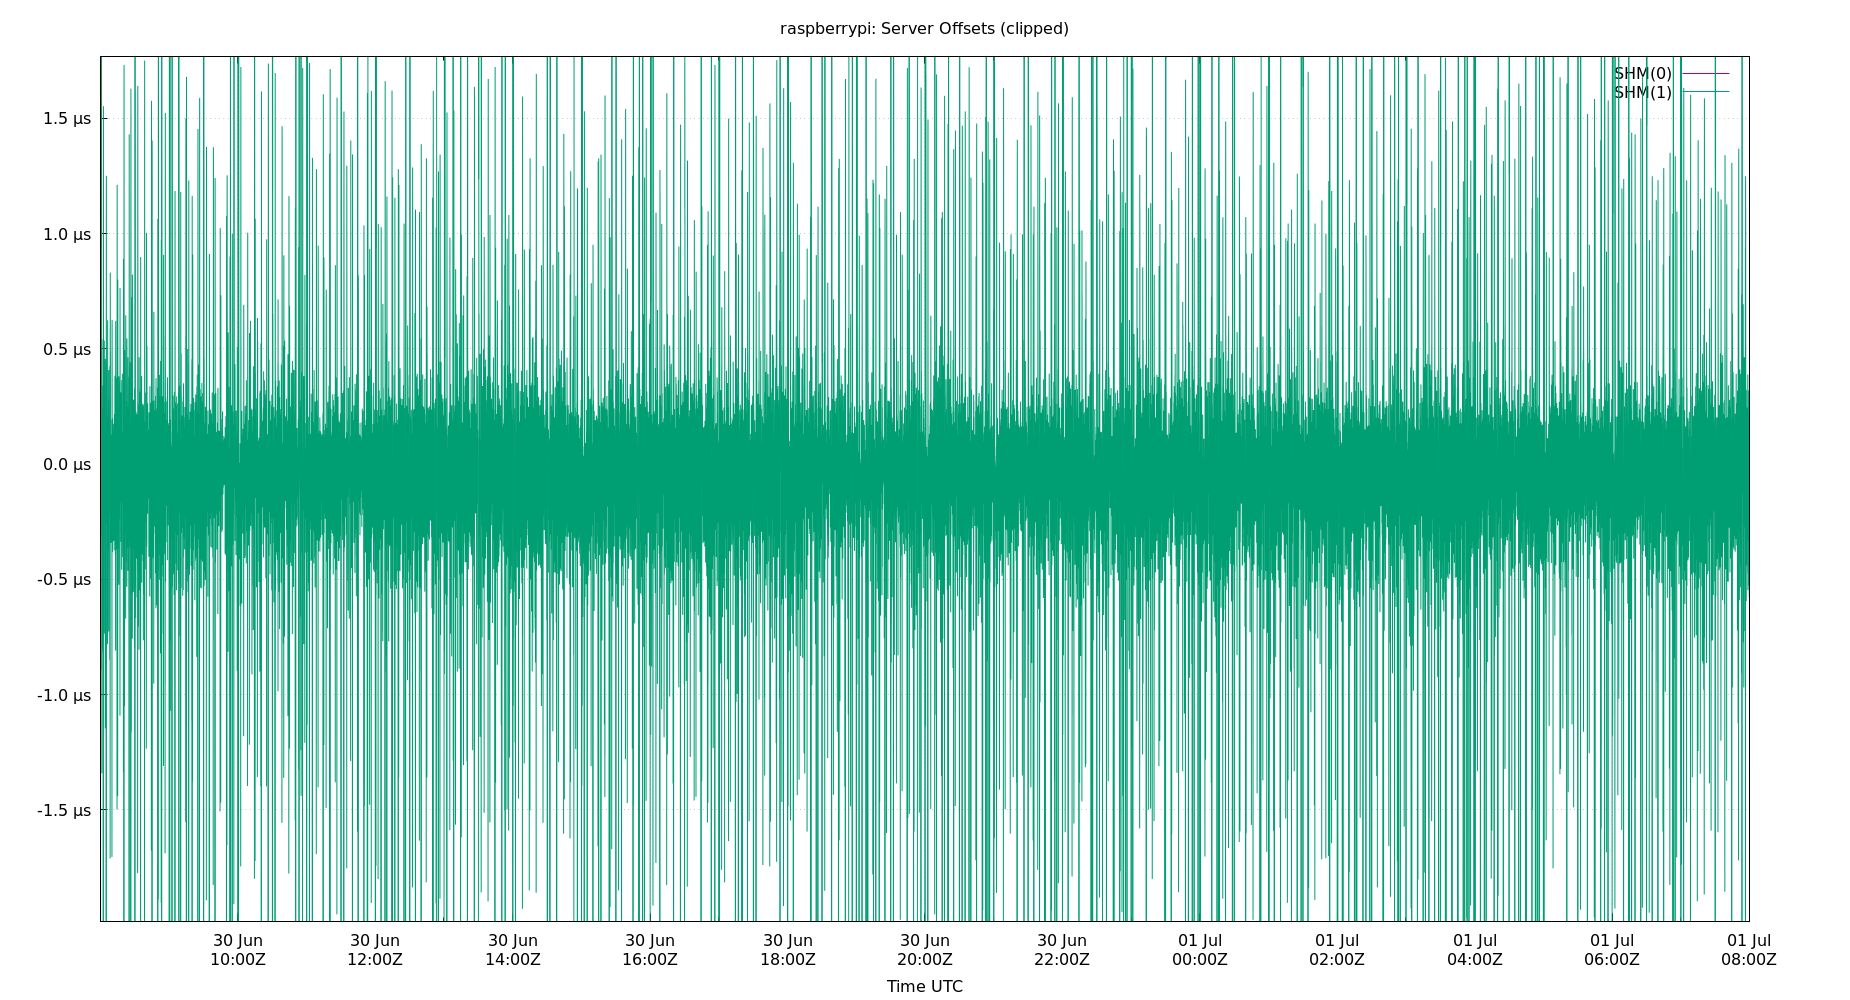 raspberrypi: Server Offsets (clipped)
SHM(0)
SHM(1)
1.5 µs
1.0 µs
0.5 µs
0.0 µs
-0.5 µs
-1.0 µs
-1.5 µs
30 Jun 30 Jun 30 Jun 30 Jun 30 Jun 30 Jun 30 Jun 01 Jul 01 Jul 01 Jul 01 Jul 01 Jul
10:00Z 12:00Z 14:00Z 16:00Z 18:00Z 20:00Z 22:00Z 00:00Z 02:00Z 04:00Z 06:00Z 08:00Z
Time UTC